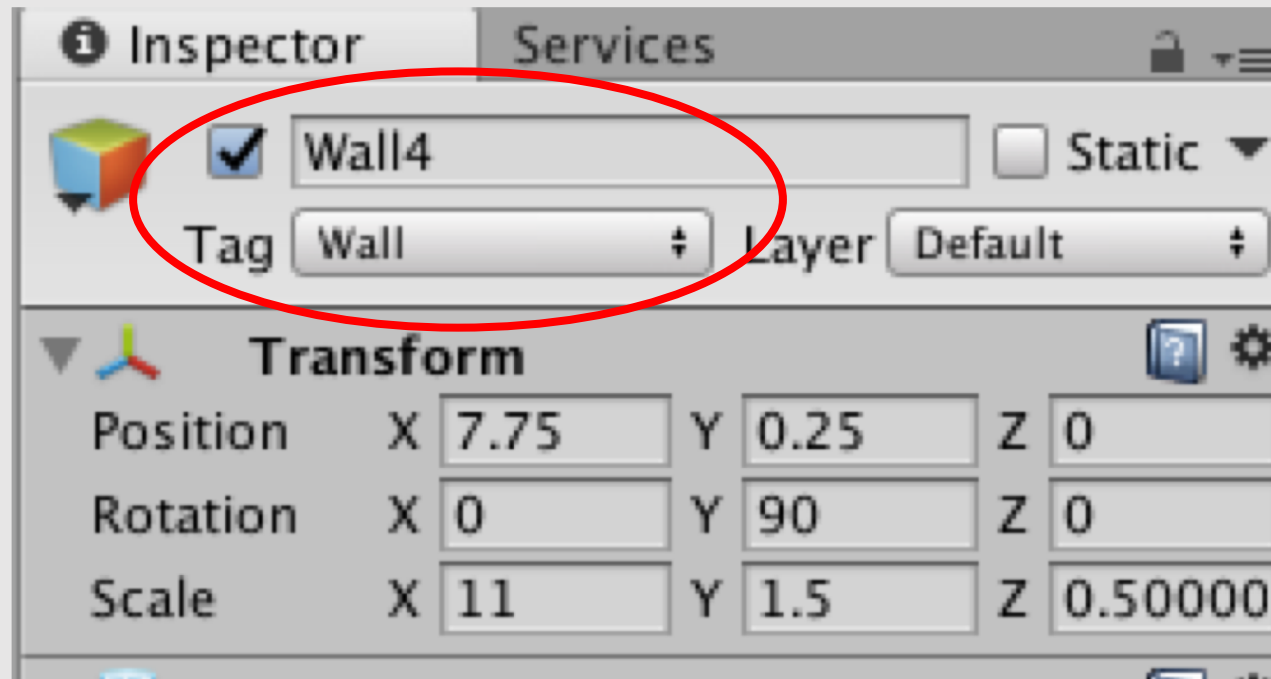 Inspector Services
Wall4 Static
Tag Wall Layer Default
Transform
Position X 7.75 Y 0.25 Z 0
Rotation X 0 Y 90 Z 0
Scale X 11 Y 1.5 Z 0.50000